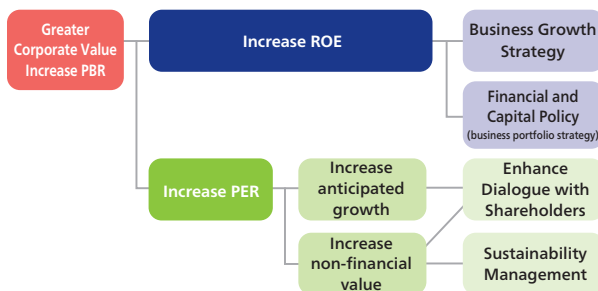 Greater
Corporate Value
Increase PBR
Increase ROE
Business Growth
Strategy
Financial and
Capital Policy
(business portfolio strategy)
Increase PER
Increase
anticipated
growth
Enhance
Dialogue with
Shareholders
Increase
non-financial
value
Sustainability
Management